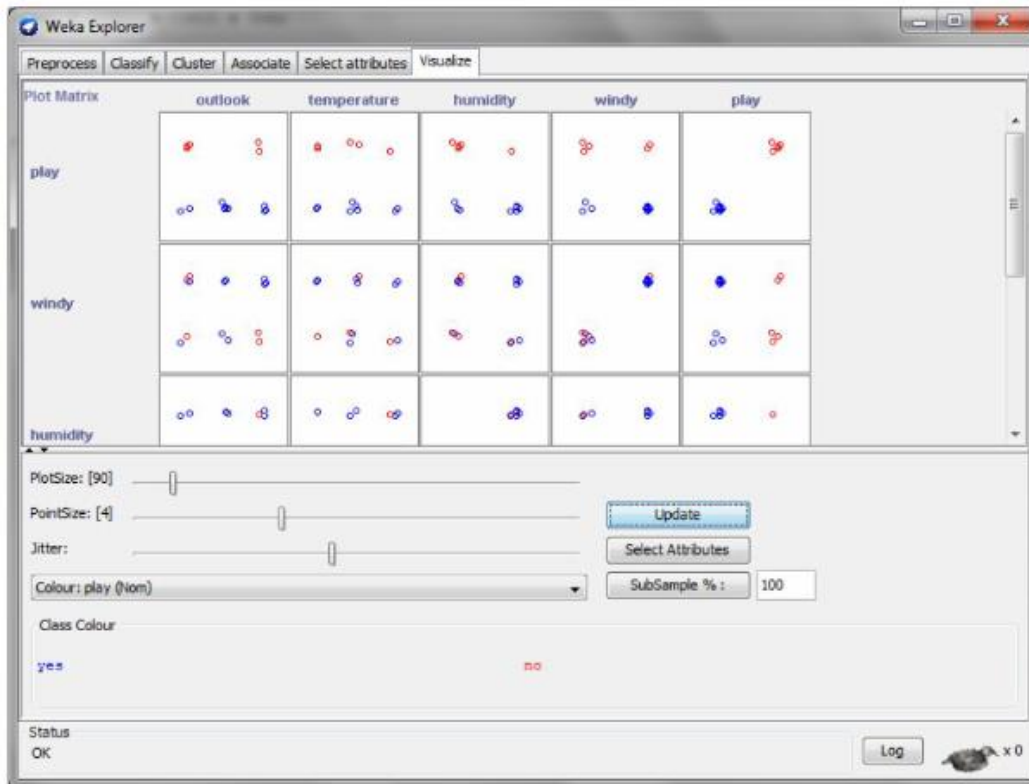 Weka Explorer
Preprocess Classify Cluster Associate Select attributes Visualize
Plot Matrix outlook temperature humidity windy play
play
windy
humidity
PlotSize: [90]
PointSize: [4] Update
Jitter: Select Attributes
Colour: play (Nom) SubSample % : 100
Class Colour
yes no
Status
OK Log x 0